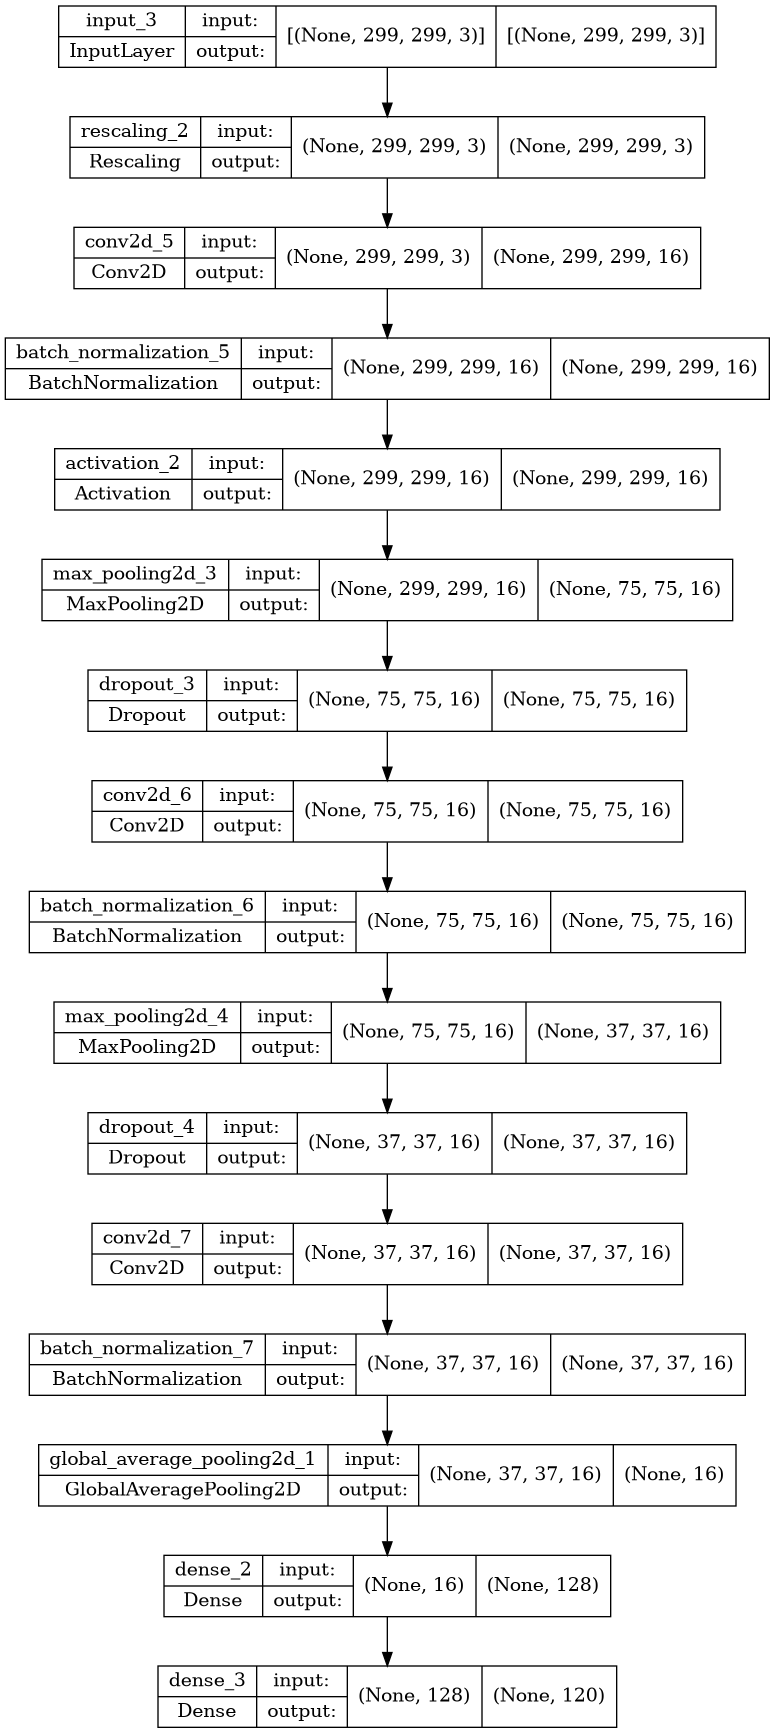 input_3 input: [(None, 299, 299, 3)] [(None, 299, 299, 3)]
InputLayer output:
rescaling_2 input: (None, 299, 299, 3) (None, 299, 299, 3)
Rescaling output:
conv2d_5 input: (None, 299, 299, 3) (None, 299, 299, 16)
Conv2D output:
batch_normalization_5 input: (None, 299, 299, 16) (None, 299, 299, 16)
BatchNormalization output:
activation_2 input: (None, 299, 299, 16) (None, 299, 299, 16)
Activation output:
max_pooling2d_3 input: (None, 299, 299, 16) (None, 75, 75, 16)
MaxPooling2D output:
dropout_3 input: (None, 75, 75, 16) (None, 75, 75, 16)
Dropout output:
conv2d_6 input: (None, 75, 75, 16) (None, 75, 75, 16)
Conv2D output:
batch_normalization_6 input: (None, 75, 75, 16) (None, 75, 75, 16)
BatchNormalization output:
max_pooling2d_4 input: (None, 75, 75, 16) (None, 37, 37, 16)
MaxPooling2D output:
dropout_4 input: (None, 37, 37, 16) (None, 37, 37, 16)
Dropout output:
conv2d_7 input: (None, 37, 37, 16) (None, 37, 37, 16)
Conv2D output:
batch_normalization_7 input: (None, 37, 37, 16) (None, 37, 37, 16)
BatchNormalization output:
global_average_pooling2d_1 input: (None, 37, 37, 16) (None, 16)
GlobalAveragePooling2D output:
dense_2 input: (None, 16) (None, 128)
Dense output:
dense_3 input: (None, 128) (None, 120)
Dense output: